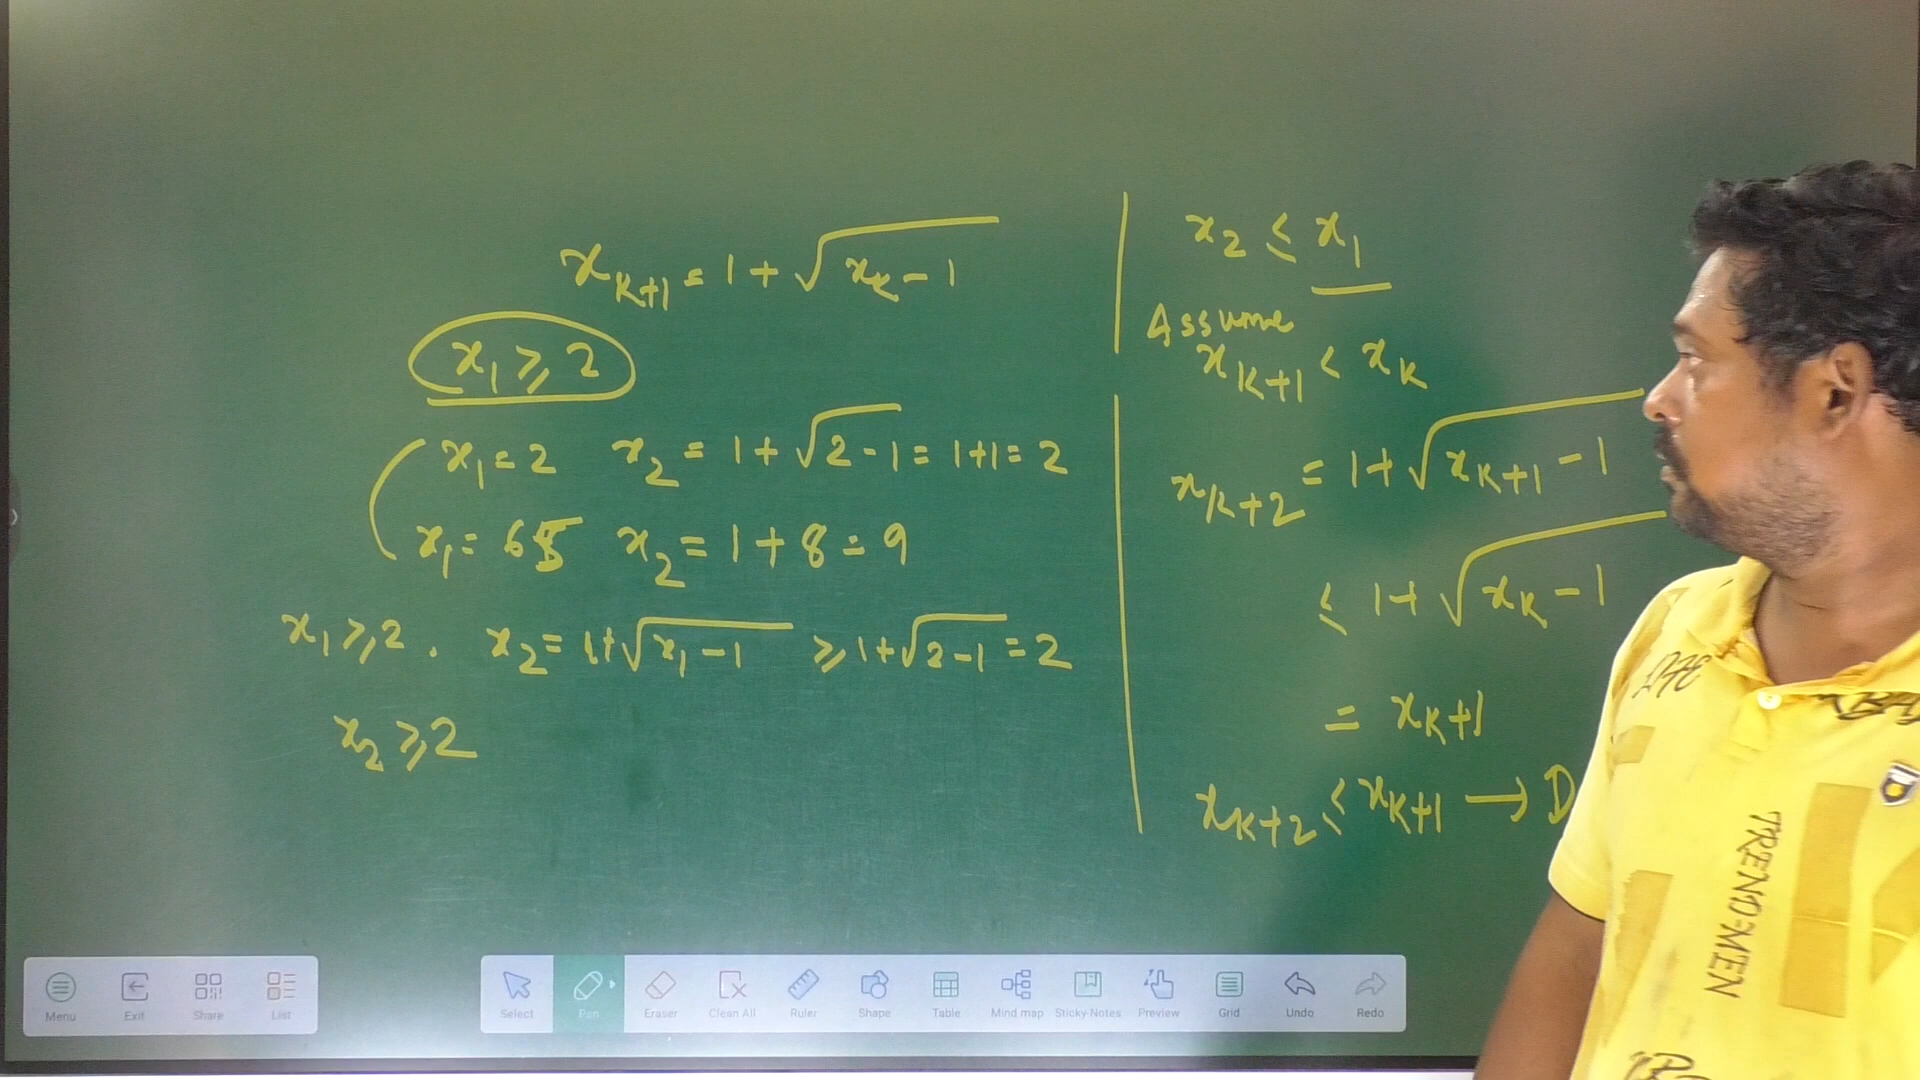 x_{K+1} = 1 + √(x_K - 1)
x_1 ≥ 2
x_1 = 2   x_2 = 1 + √(2 - 1) = 1 + 1 = 2
x_1 = 65   x_2 = 1 + 8 = 9
x_1 ≥ 2 .   x_2 = 1 + √(x_1 - 1) ≥ 1 + √(2 - 1) = 2
x_2 ≥ 2
x_2 ≤ x_1
Assume
x_{K+1} < x_K
x_{K+2} = 1 + √(x_{K+1} - 1)
≤ 1 + √(x_K - 1)
= x_{K+1}
x_{K+2} ≤ x_{K+1} → D
Menu Exit Share List
Select Pen Eraser Clean All Ruler Shape Table Mind map Sticky-Notes Preview Grid Undo Redo
TREND-MEN